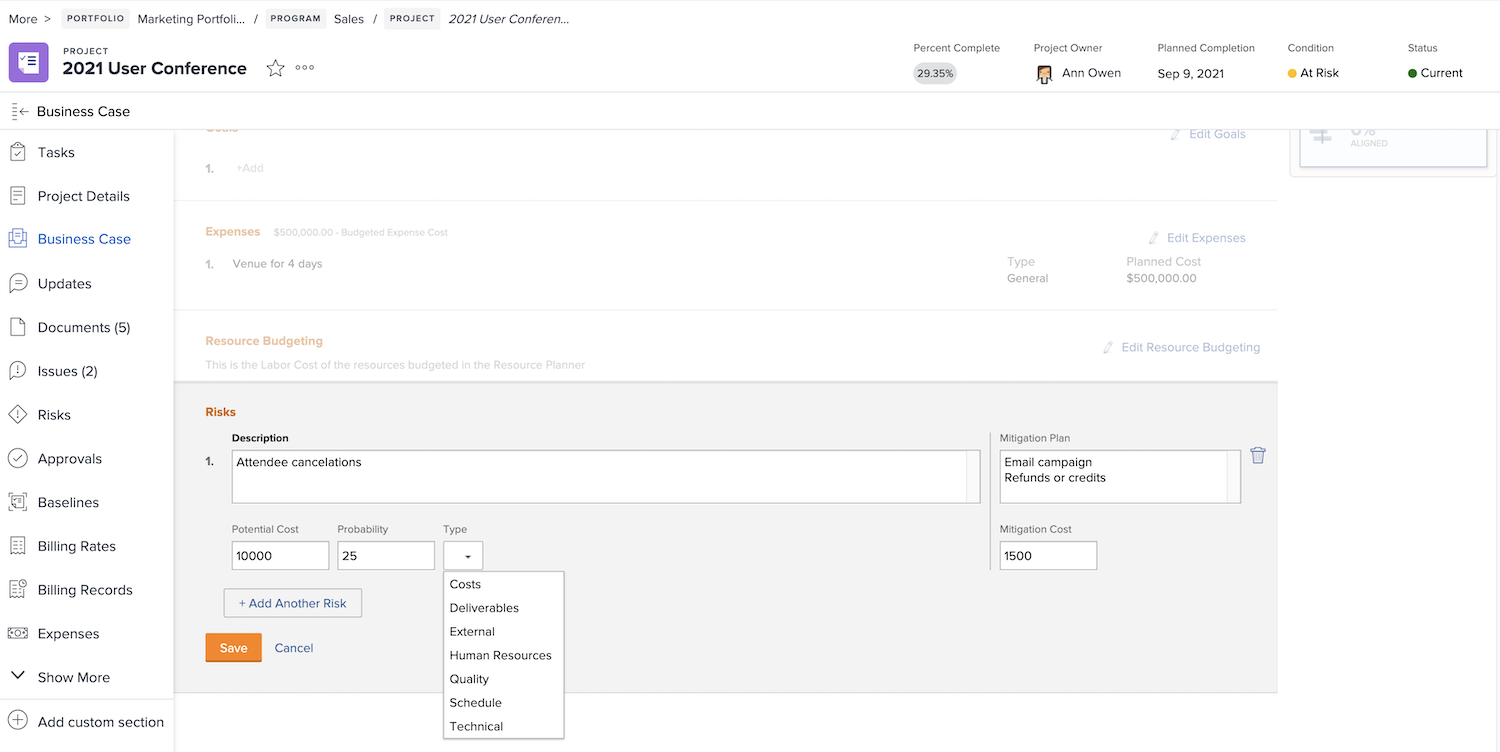 More > PORTFOLIO Marketing Portfoli... / PROGRAM Sales / PROJECT 2021 User Conferen...
PROJECT
2021 User Conference
Percent Complete Project Owner Planned Completion Condition Status
29.35% Ann Owen Sep 9, 2021 At Risk Current
Business Case
Tasks
Project Details
Business Case
Updates
Documents (5)
Issues (2)
Risks
Approvals
Baselines
Billing Rates
Billing Records
Expenses
Show More
Add custom section
Goals Edit Goals
1. +Add
0%
ALIGNED
Expenses $500,000.00 - Budgeted Expense Cost Edit Expenses
1. Venue for 4 days
Type Planned Cost
General $500,000.00
Resource Budgeting Edit Resource Budgeting
This is the Labor Cost of the resources budgeted in the Resource Planner
Risks
Description Mitigation Plan
1. Attendee cancelations
Email campaign
Refunds or credits
Potential Cost Probability Type Mitigation Cost
10000 25 1500
Costs
Deliverables
External
Human Resources
Quality
Schedule
Technical
+ Add Another Risk
Save Cancel